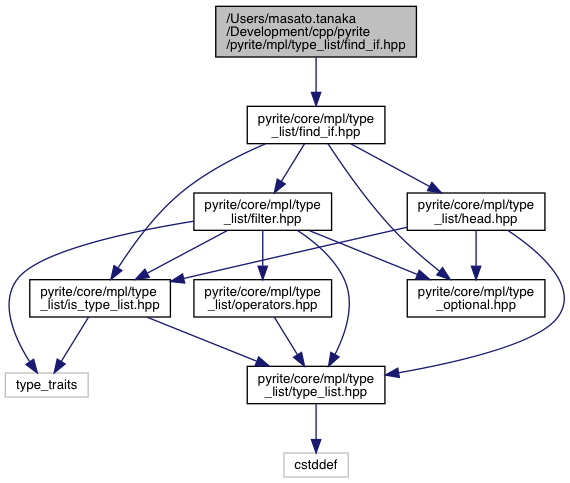 /Users/masato.tanaka
/Development/cpp/pyrite
/pyrite/mpl/type_list/find_if.hpp
pyrite/core/mpl/type
_list/find_if.hpp
pyrite/core/mpl/type
_list/filter.hpp
pyrite/core/mpl/type
_list/head.hpp
pyrite/core/mpl/type
_list/is_type_list.hpp
pyrite/core/mpl/type
_list/operators.hpp
pyrite/core/mpl/type
_optional.hpp
type_traits
pyrite/core/mpl/type
_list/type_list.hpp
cstddef